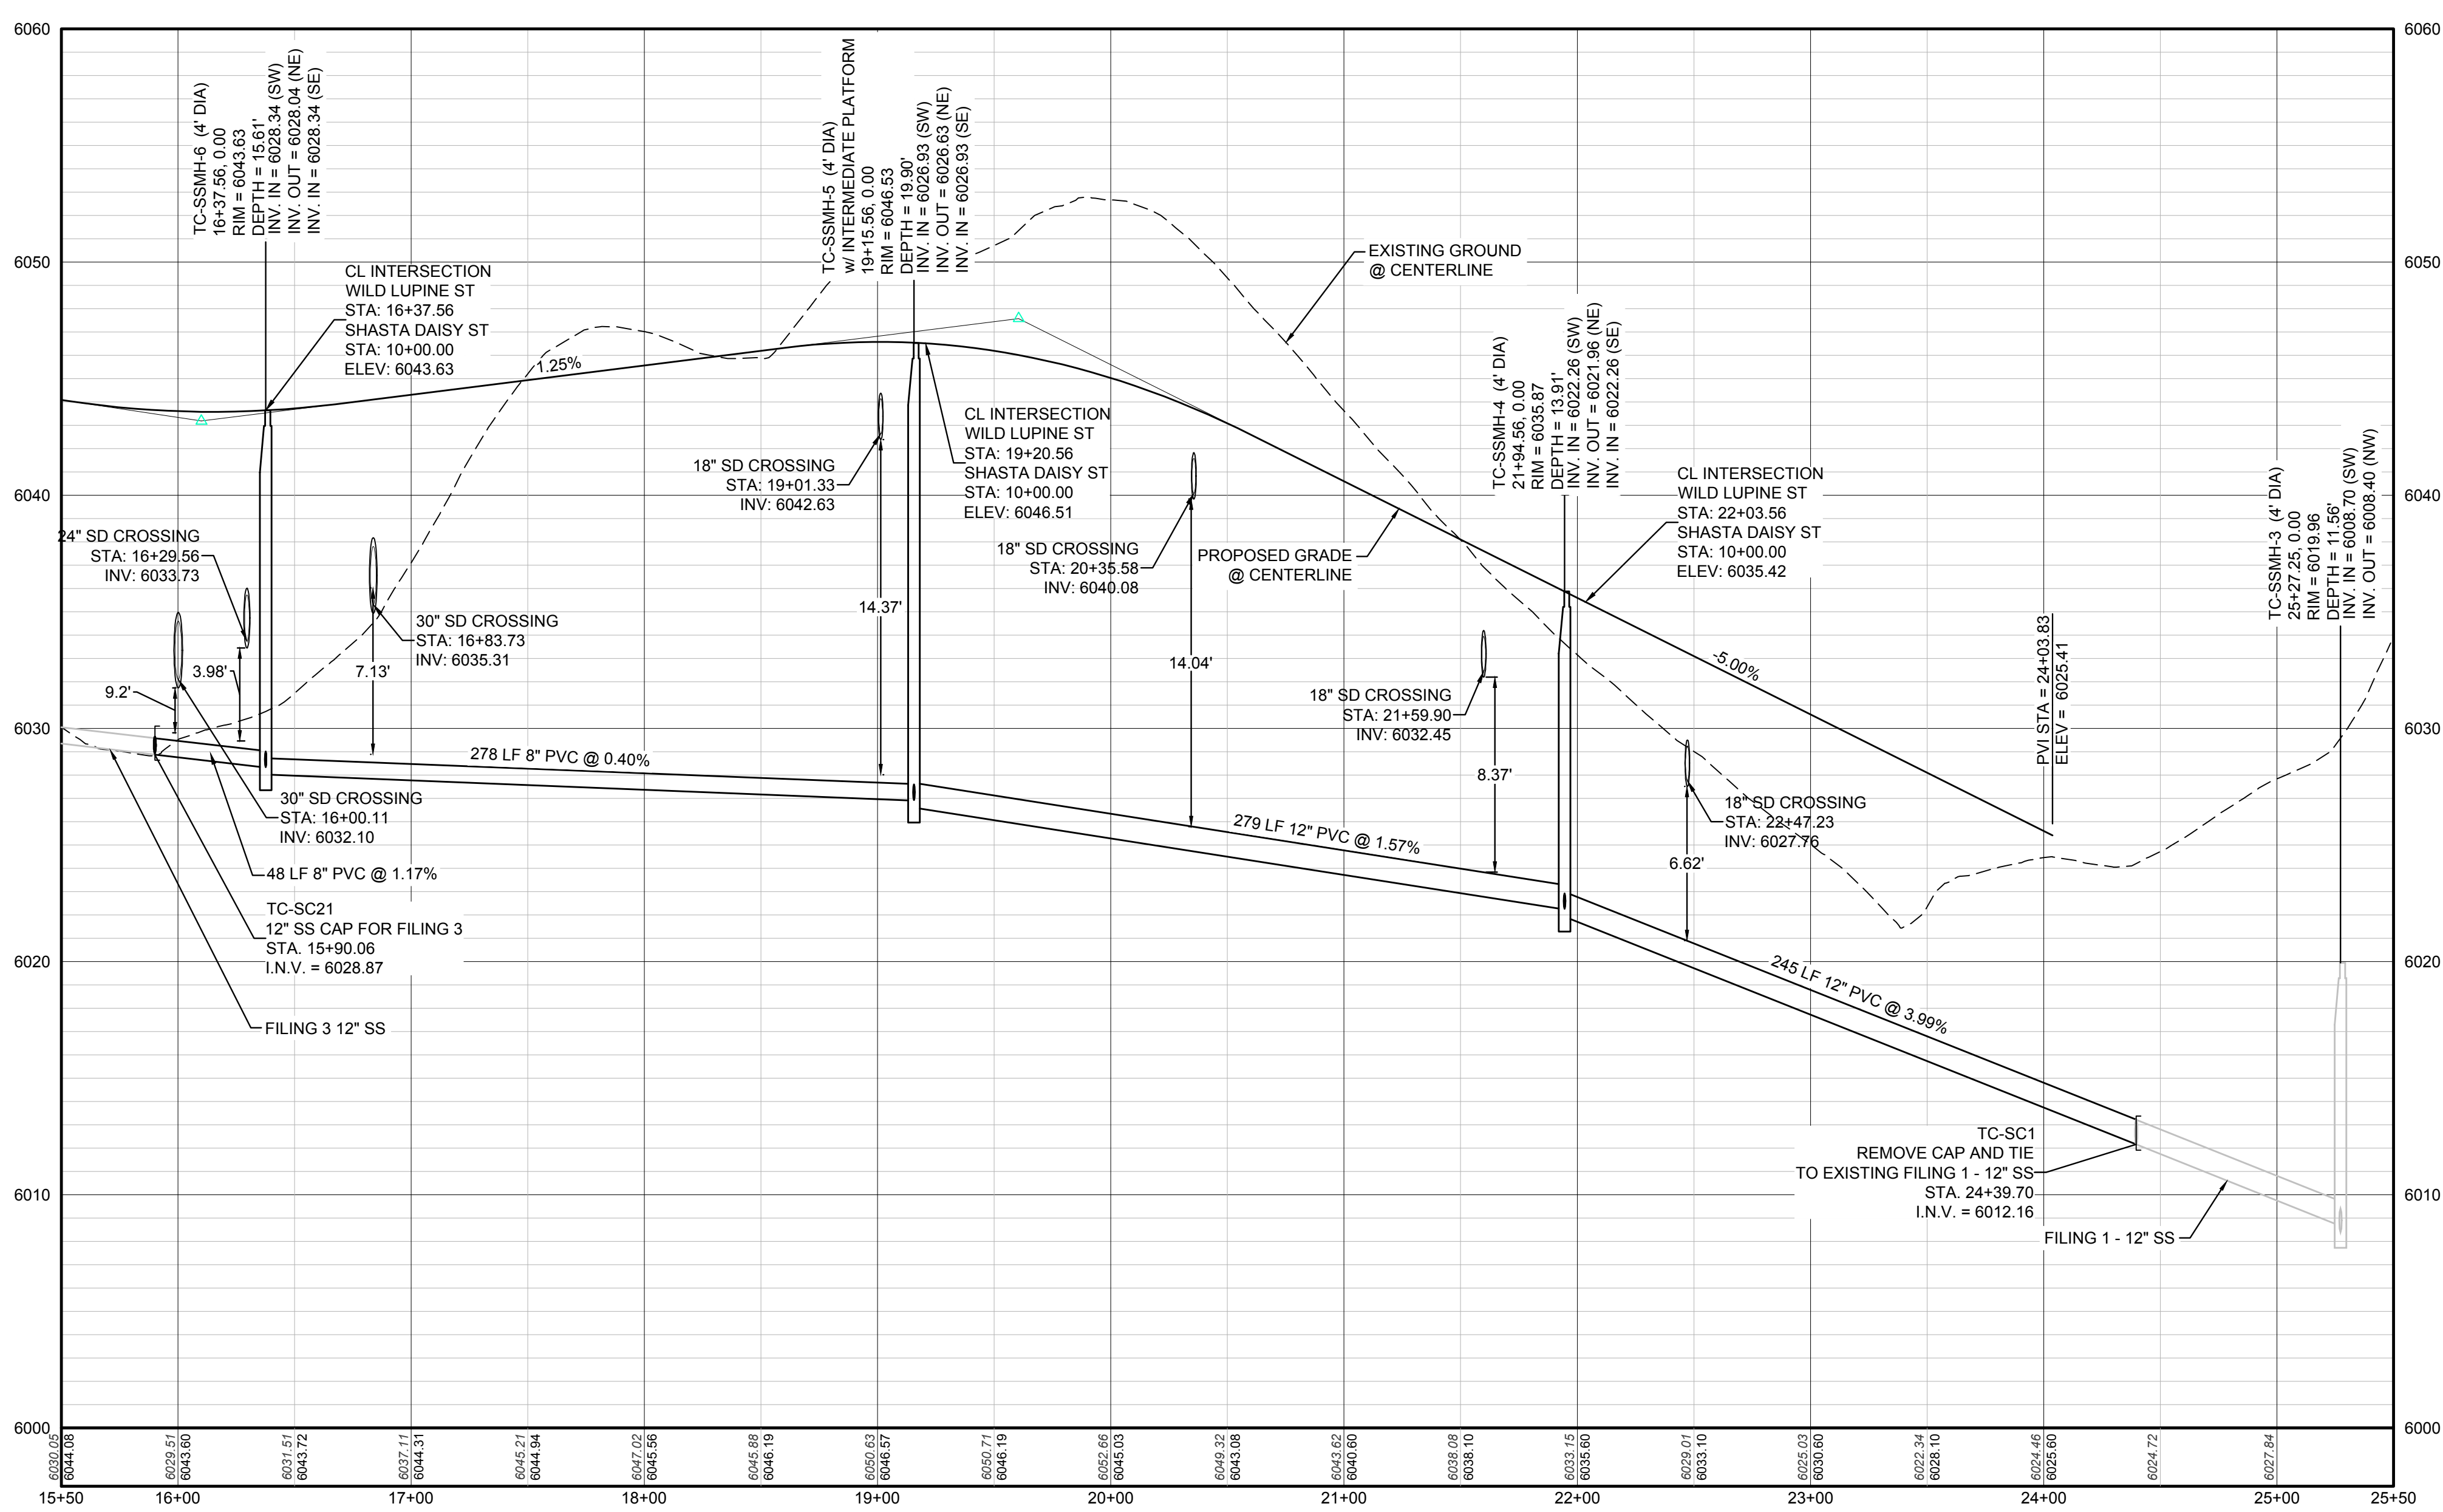 6060
6050
6040
6030
6020
6010
6000
6060
6050
6040
6030
6020
6010
6000
TC-SSMH-6 (4' DIA)
16+37.56, 0.00
RIM = 6043.63
DEPTH = 15.61'
INV. IN = 6028.34 (SW)
INV. OUT = 6028.04 (NE)
INV. IN = 6028.34 (SE)
CL INTERSECTION
WILD LUPINE ST
STA: 16+37.56
SHASTA DAISY ST
STA: 10+00.00
ELEV: 6043.63
TC-SSMH-5 (4' DIA)
w/ INTERMEDIATE PLATFORM
19+15.56, 0.00
RIM = 6046.53
DEPTH = 19.90'
INV. IN = 6026.93 (SW)
INV. OUT = 6026.63 (NE)
INV. IN = 6026.93 (SE)
EXISTING GROUND
@ CENTERLINE
1.25%
CL INTERSECTION
WILD LUPINE ST
STA: 19+20.56
SHASTA DAISY ST
STA: 10+00.00
ELEV: 6046.51
TC-SSMH-4 (4' DIA)
21+94.56, 0.00
RIM = 6035.87
DEPTH = 13.91'
INV. IN = 6022.26 (SW)
INV. OUT = 6021.96 (NE)
INV. IN = 6022.26 (SE)
CL INTERSECTION
WILD LUPINE ST
STA: 22+03.56
SHASTA DAISY ST
STA: 10+00.00
ELEV: 6035.42
TC-SSMH-3 (4' DIA)
25+27.25, 0.00
RIM = 6019.96
DEPTH = 11.56'
INV. IN = 6008.70 (SW)
INV. OUT = 6008.40 (NW)
18" SD CROSSING
STA: 19+01.33
INV: 6042.63
24" SD CROSSING
STA: 16+29.56
INV: 6033.73
18" SD CROSSING
STA: 20+35.58
INV: 6040.08
PROPOSED GRADE
@ CENTERLINE
30" SD CROSSING
STA: 16+83.73
INV: 6035.31
14.37'
14.04'
9.2'
3.98'
7.13'
18" SD CROSSING
STA: 21+59.90
INV: 6032.45
-5.00%
PVI STA = 24+03.83
ELEV = 6025.41
278 LF 8" PVC @ 0.40%
8.37'
30" SD CROSSING
STA: 16+00.11
INV: 6032.10
18" SD CROSSING
STA: 22+47.23
INV: 6027.76
279 LF 12" PVC @ 1.57%
6.62'
48 LF 8" PVC @ 1.17%
TC-SC21
12" SS CAP FOR FILING 3
STA. 15+90.06
I.N.V. = 6028.87
245 LF 12" PVC @ 3.99%
FILING 3 12" SS
TC-SC1
REMOVE CAP AND TIE
TO EXISTING FILING 1 - 12" SS
STA. 24+39.70
I.N.V. = 6012.16
FILING 1 - 12" SS
6030.05
6044.08
6029.51
6043.60
6031.51
6043.72
6037.11
6044.31
6045.21
6044.94
6047.02
6045.56
6045.88
6046.19
6050.63
6046.57
6050.71
6046.19
6052.66
6045.03
6049.32
6043.08
6043.62
6040.60
6038.08
6038.10
6033.15
6035.60
6029.01
6033.10
6025.03
6030.60
6022.34
6028.10
6024.46
6025.60
6024.72
6027.84
15+50
16+00
17+00
18+00
19+00
20+00
21+00
22+00
23+00
24+00
25+00
25+50